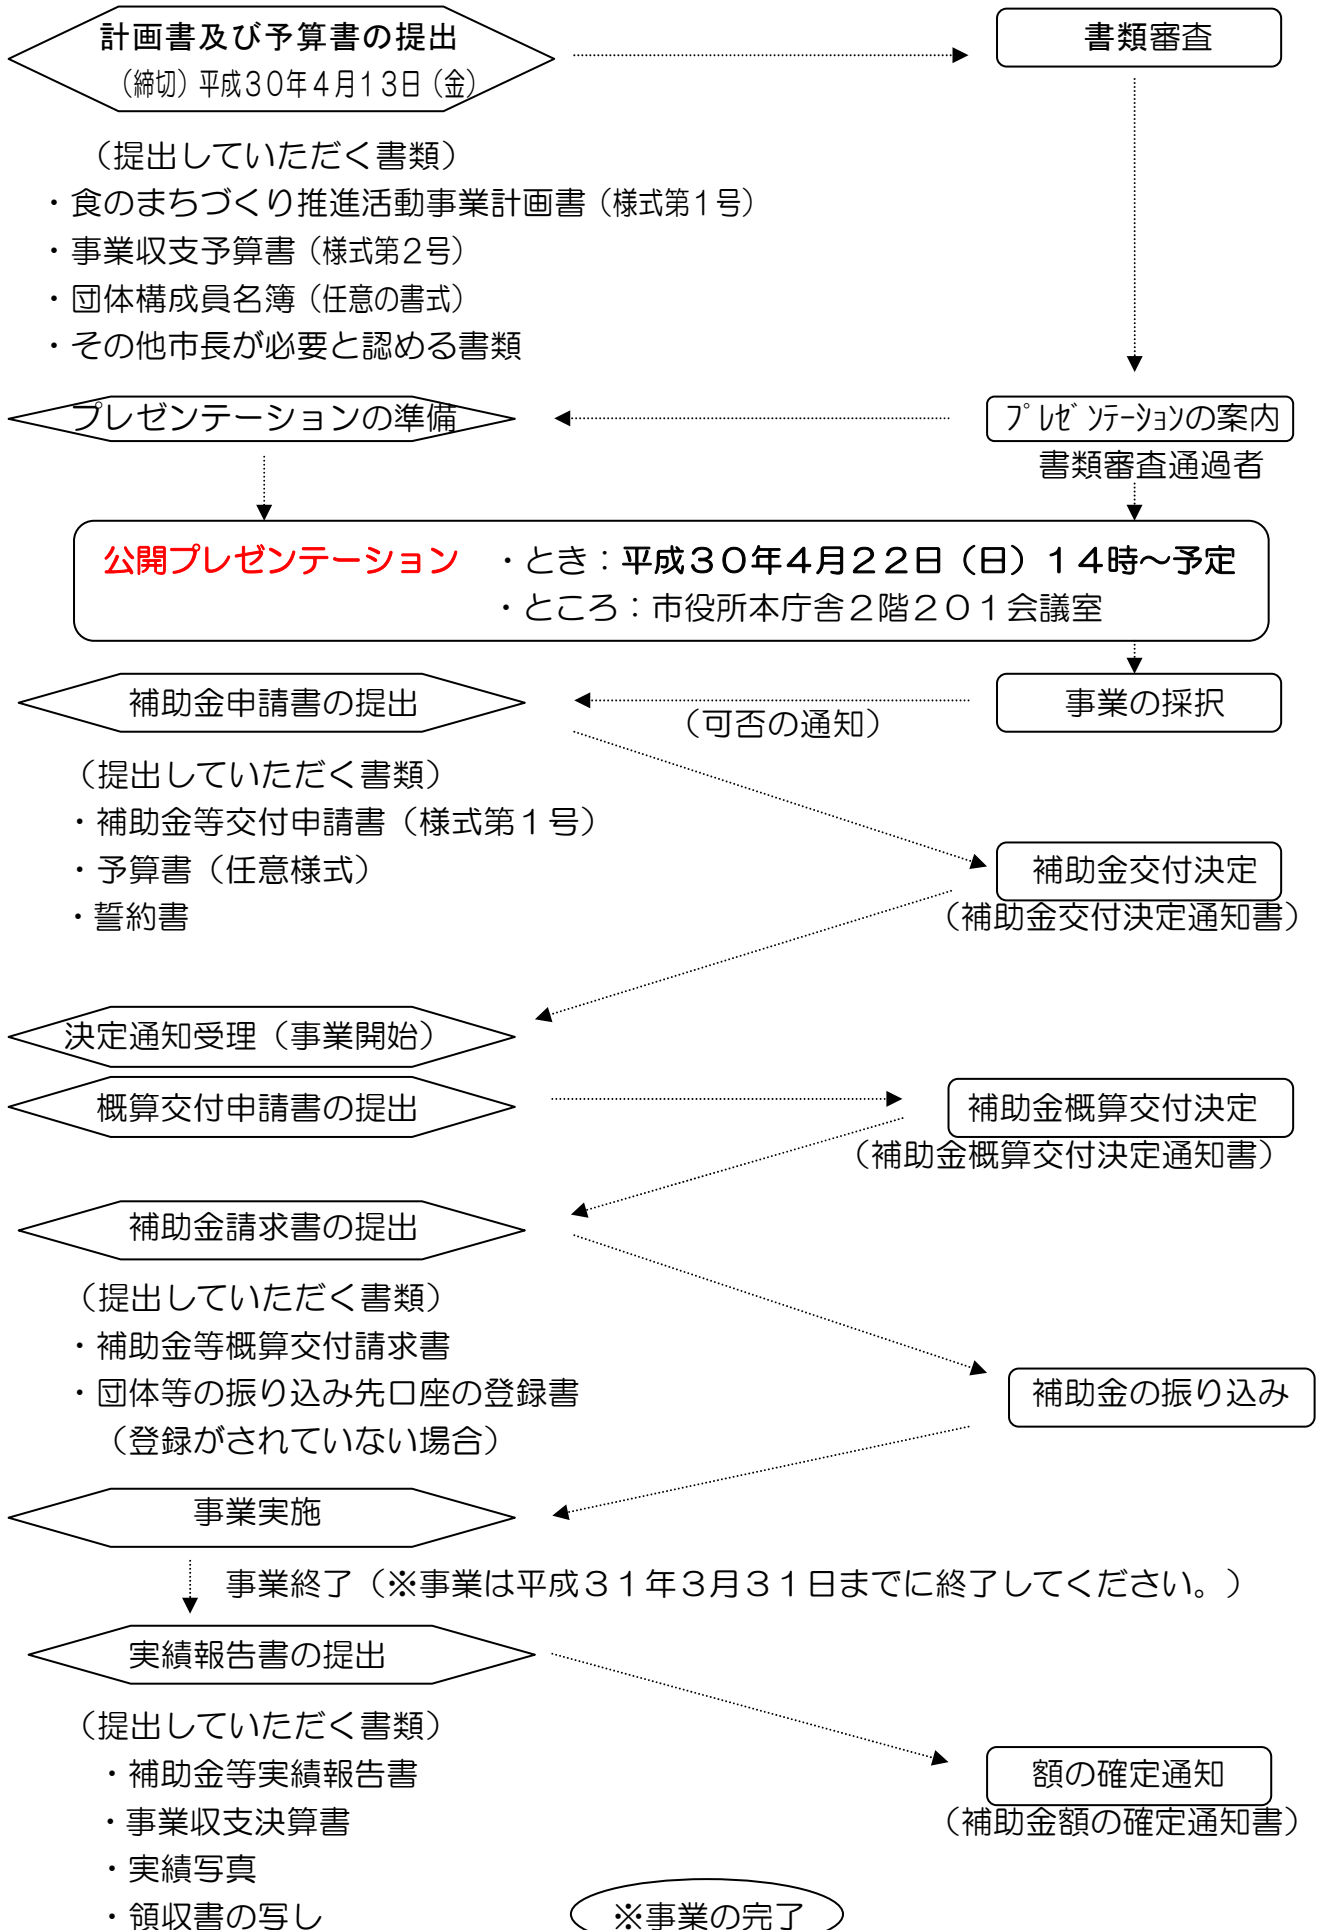 計画書及び予算書の提出
（締切）平成３０年４月１３日（金）
書類審査
（提出していただく書類）
・食のまちづくり推進活動事業計画書（様式第１号）
・事業収支予算書（様式第２号）
・団体構成員名簿（任意の書式）
・その他市長が必要と認める書類
プレゼンテーションの準備
ﾌﾟﾚｾﾞﾝﾃｰｼｮﾝの案内
書類審査通過者
公開プレゼンテーション　・とき：平成３０年４月２２日（日）１４時～予定
・ところ：市役所本庁舎２階２０１会議室
補助金申請書の提出
（可否の通知）
事業の採択
（提出していただく書類）
・補助金等交付申請書（様式第１号）
・予算書（任意様式）
・誓約書
補助金交付決定
（補助金交付決定通知書）
決定通知受理（事業開始）
概算交付申請書の提出
補助金概算交付決定
（補助金概算交付決定通知書）
補助金請求書の提出
（提出していただく書類）
・補助金等概算交付請求書
・団体等の振り込み先口座の登録書
（登録がされていない場合）
補助金の振り込み
事業実施
事業終了（※事業は平成３１年３月３１日までに終了してください。）
実績報告書の提出
（提出していただく書類）
・補助金等実績報告書
・事業収支決算書
・実績写真
・領収書の写し
額の確定通知
（補助金額の確定通知書）
※事業の完了